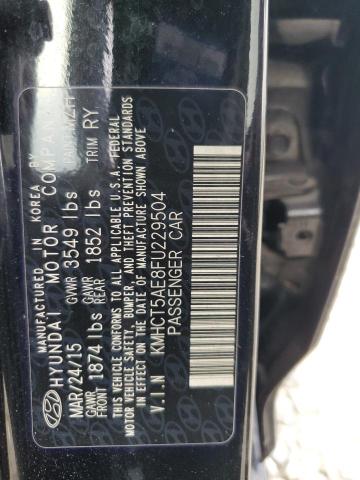 MANUFACTURED IN KOREA BY
HYUNDAI MOTOR COMPA
MAR/24/15 GVWR 3549 lbs PAINT
GAWR FRONT 1874 lbs GAWR REAR 1852 lbs TRIM RY
THIS VEHICLE CONFORMS TO ALL APPLICABLE U.S.A. FEDERAL
MOTOR VEHICLE SAFETY, BUMPER, AND THEFT PREVENTION STANDARDS
IN EFFECT ON THE DATE OF MANUFACTURE SHOWN ABOVE
V.I.N KMHCT5AE8FU229504
PASSENGER CAR